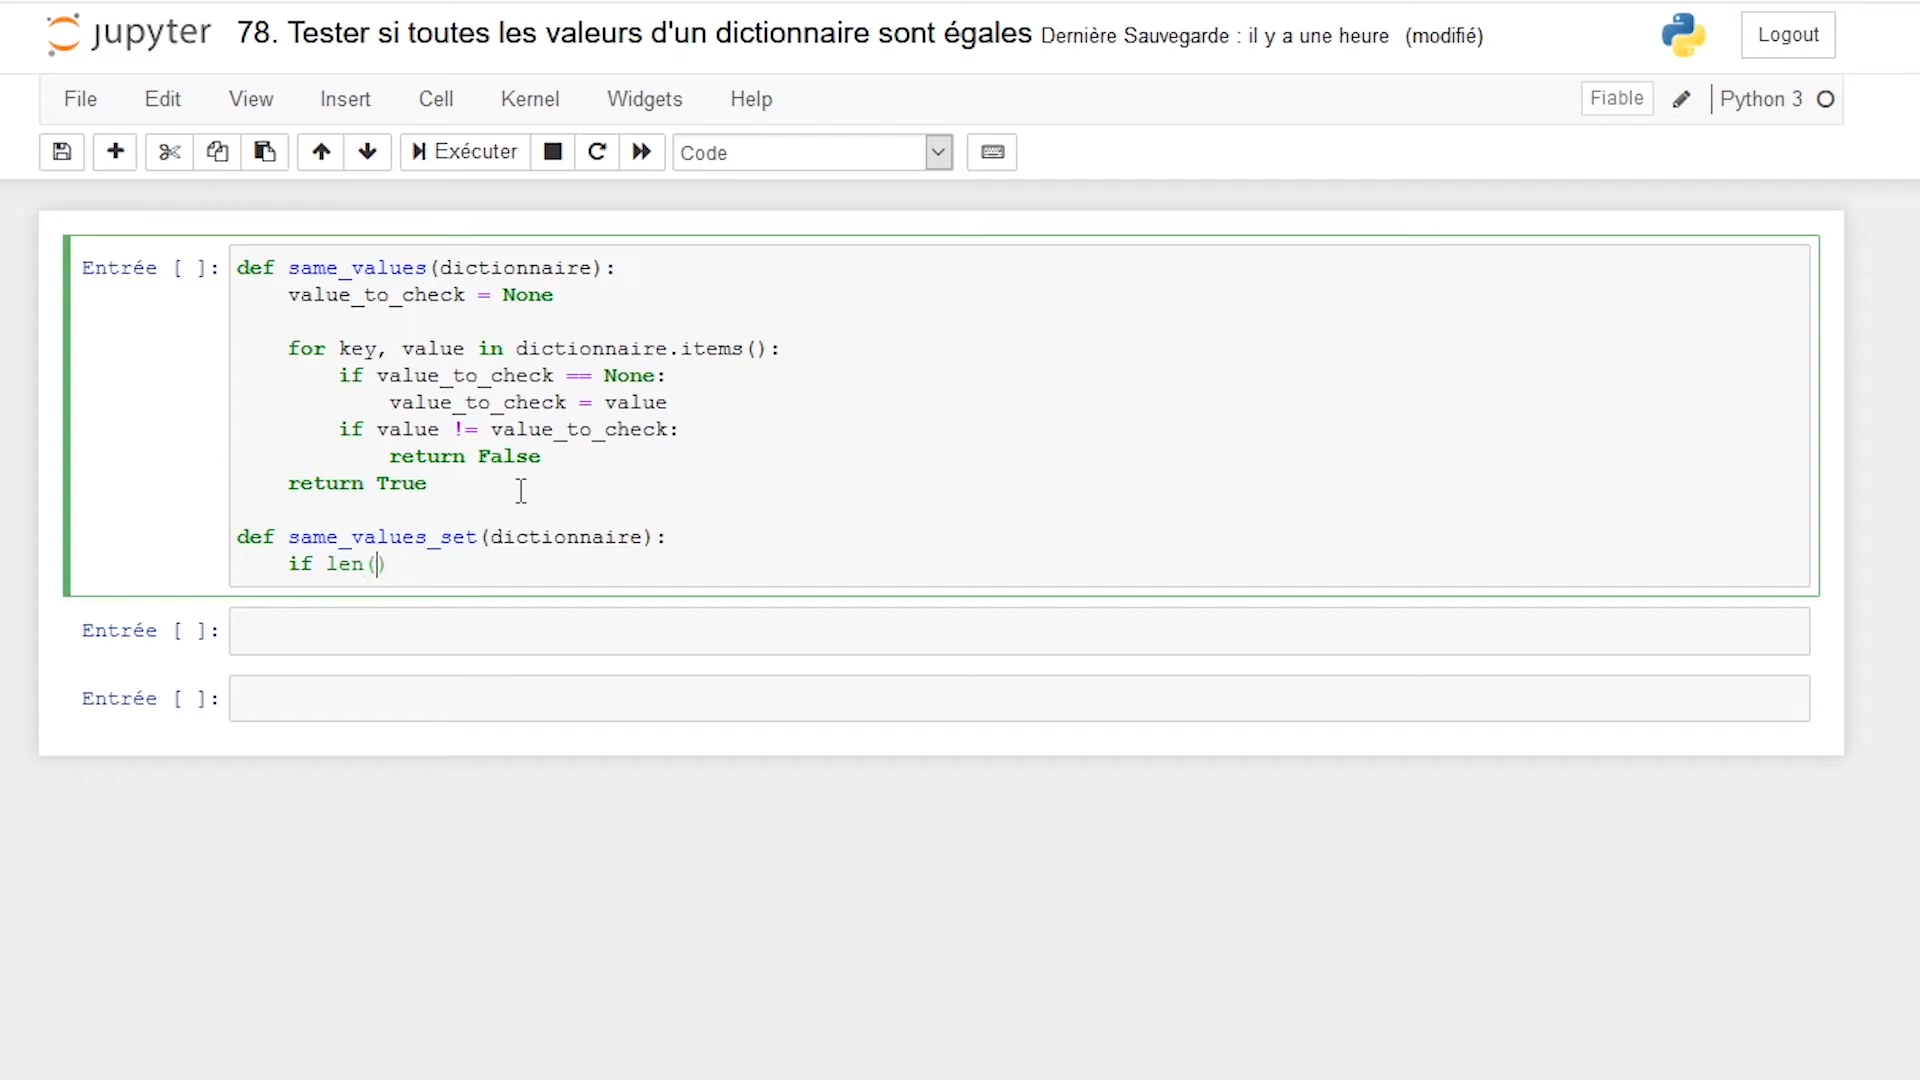 jupyter 78. Tester si toutes les valeurs d'un dictionnaire sont égales Dernière Sauvegarde : il y a une heure (modifié) Logout
File Edit View Insert Cell Kernel Widgets Help Fiable Python 3
Exécuter Code
Entrée [ ]: def same_values(dictionnaire):
    value_to_check = None
    for key, value in dictionnaire.items():
        if value_to_check == None:
            value_to_check = value
        if value != value_to_check:
            return False
    return True
def same_values_set(dictionnaire):
    if len()
Entrée [ ]:
Entrée [ ]: